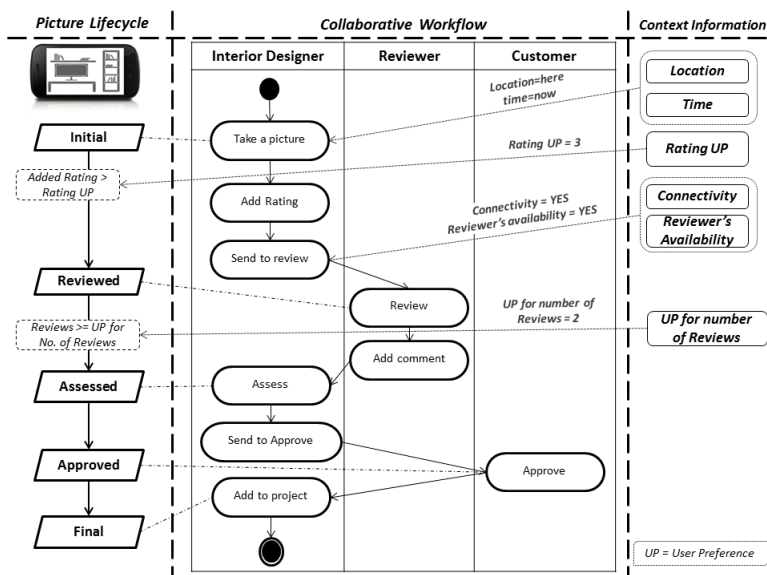 Picture Lifecycle
Collaborative Workflow
Context Information
Interior Designer
Reviewer
Customer
Location=here
time=now
Location
Time
Initial
Take a picture
Rating UP = 3
Rating UP
Added Rating >
Rating UP
Add Rating
Connectivity = YES
Reviewer's availability = YES
Connectivity
Reviewer's
Availability
Send to review
Reviewed
Review
UP for number of
Reviews = 2
UP for number
of Reviews
Reviews >= UP for
No. of Reviews
Add comment
Assessed
Assess
Send to Approve
Approved
Approve
Add to project
Final
UP = User Preference